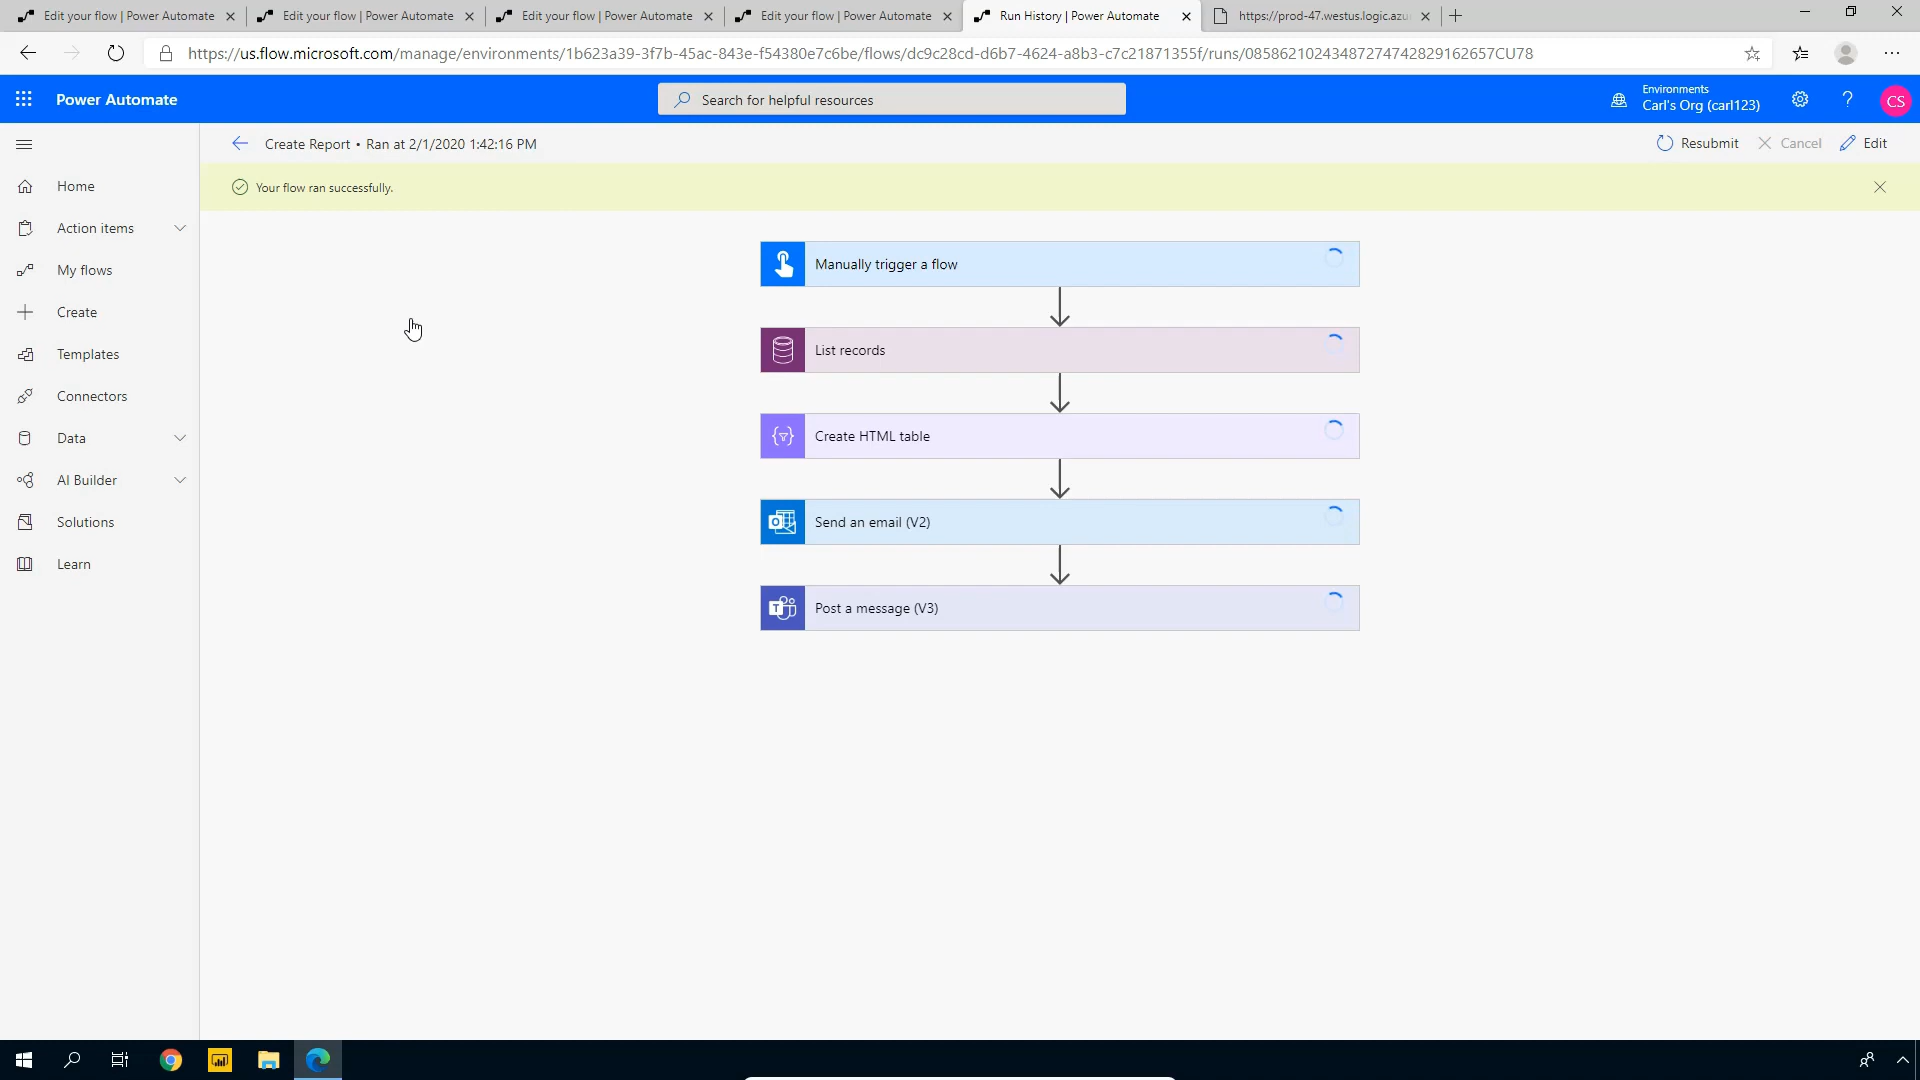 Edit your flow | Power Automate
Edit your flow | Power Automate
Edit your flow | Power Automate
Edit your flow | Power Automate
Run History | Power Automate
https://prod-47.westus.logic.azu
https://us.flow.microsoft.com/manage/environments/1b623a39-3f7b-45ac-843e-f54380e7c6be/flows/dc9c28cd-d6b7-4624-a8b3-c7c21871355f/runs/08586210243487274742829162657CU78
Power Automate
Search for helpful resources
Environments
Carl's Org (carl123)
?
CS
Create Report • Ran at 2/1/2020 1:42:16 PM
Resubmit
Cancel
Edit
Your flow ran successfully.
Home
Action items
My flows
Create
Templates
Connectors
Data
AI Builder
Solutions
Learn
Manually trigger a flow
List records
Create HTML table
Send an email (V2)
Post a message (V3)